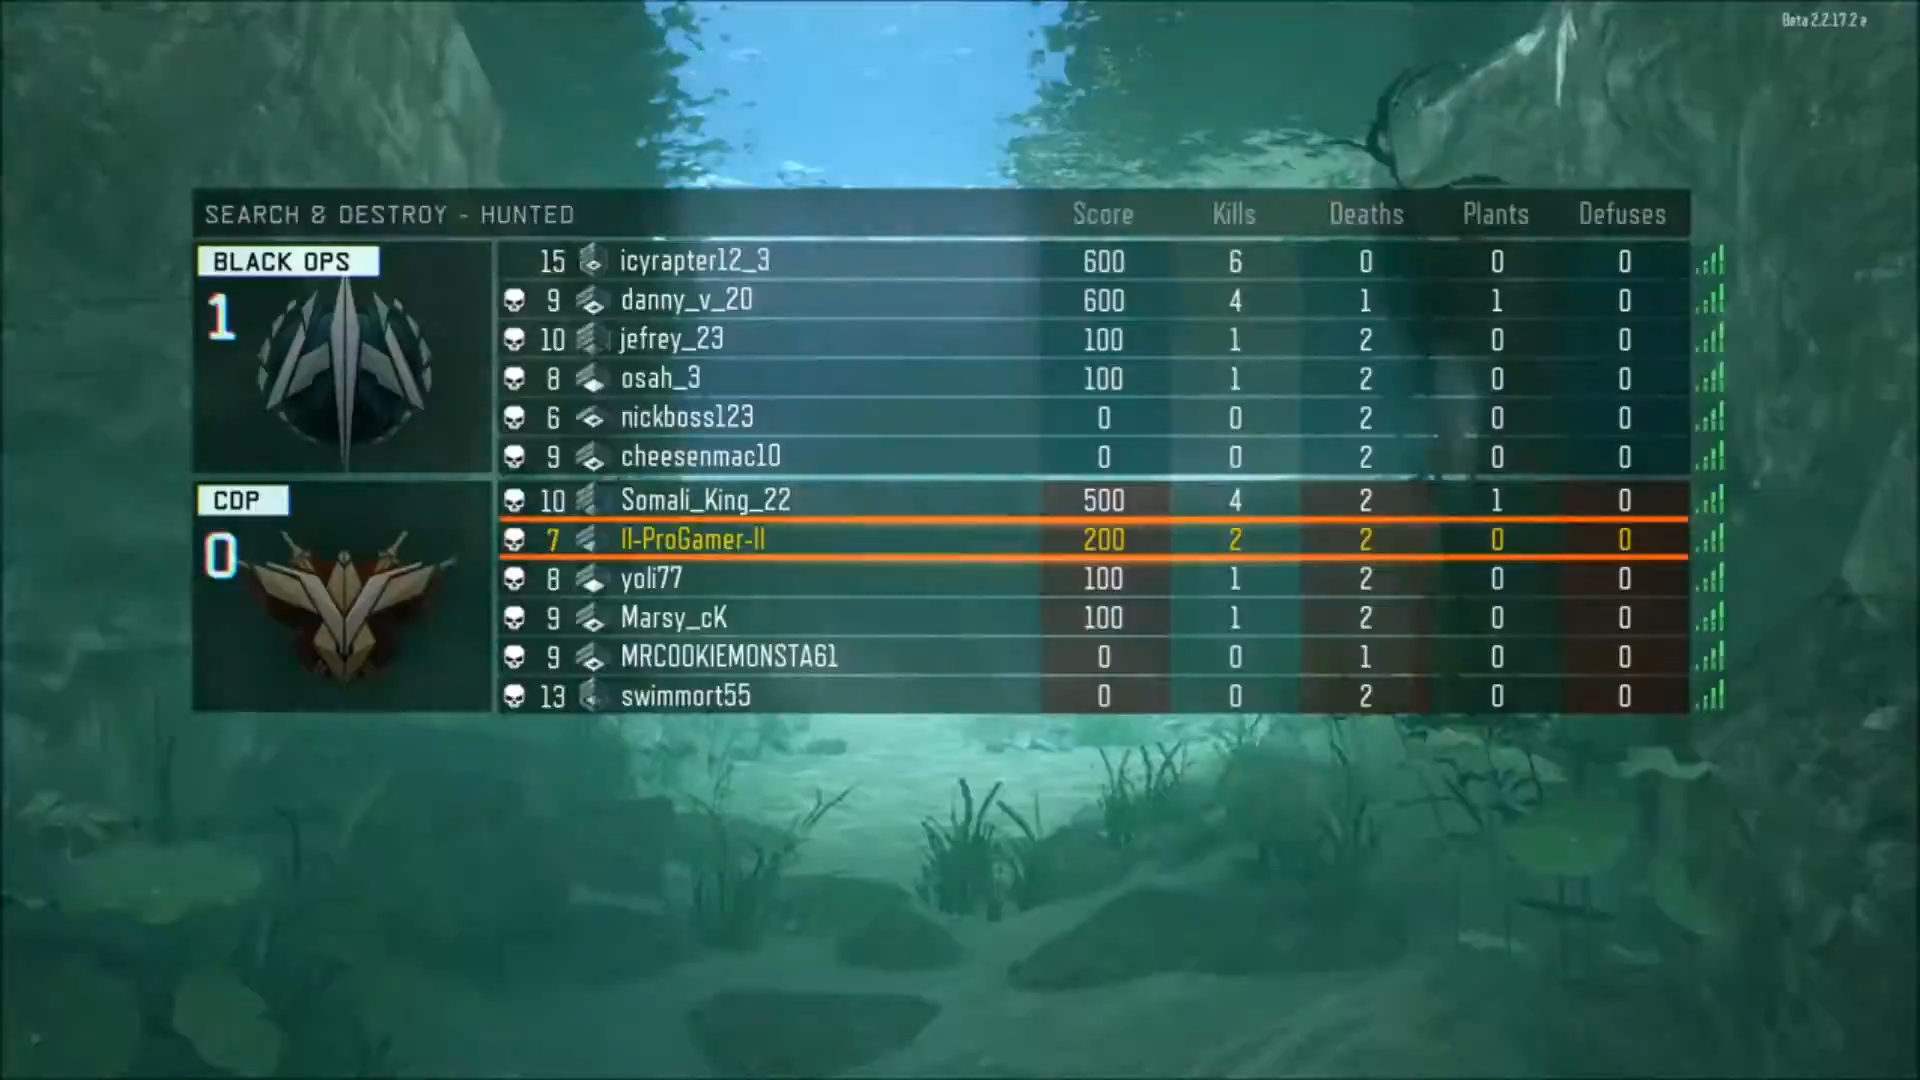 Beta 2.2.17.2
SEARCH & DESTROY - HUNTED Score Kills Deaths Plants Defuses
BLACK OPS
1
15 icyrapter12_3 600 6 0 0 0
9 danny_v_20 600 4 1 1 0
10 jefrey_23 100 1 2 0 0
8 osah_3 100 1 2 0 0
6 nickboss123 0 0 2 0 0
9 cheesenmac10 0 0 2 0 0
CDP
0
10 Somali_King_22 500 4 2 1 0
7 II-ProGamer-II 200 2 2 0 0
8 yoli77 100 1 2 0 0
9 Marsy_cK 100 1 2 0 0
9 MRCOOKIEMONSTA61 0 0 1 0 0
13 swimmort55 0 0 2 0 0